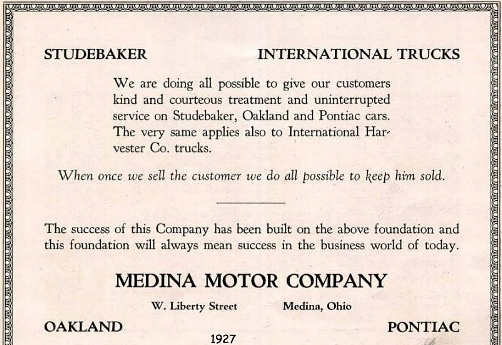 STUDEBAKER INTERNATIONAL TRUCKS
We are doing all possible to give our customers
kind and courteous treatment and uninterrupted
service on Studebaker, Oakland and Pontiac cars.
The very same applies also to International Har-
vester Co. trucks.
When once we sell the customer we do all possible to keep him sold.
The success of this Company has been built on the above foundation and
this foundation will always mean success in the business world of today.
MEDINA MOTOR COMPANY
W. Liberty Street Medina, Ohio
OAKLAND PONTIAC
1927